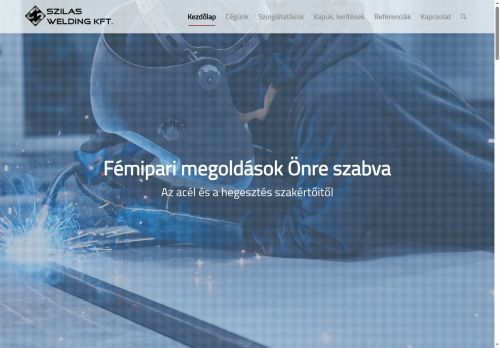 SZILAS
WELDING KFT.
Kezdőlap Cégünk Szolgáltatások Kapuk, kerítések Referenciák Kapcsolat
Fémipari megoldások Önre szabva
Az acél és a hegesztés szakértőitől